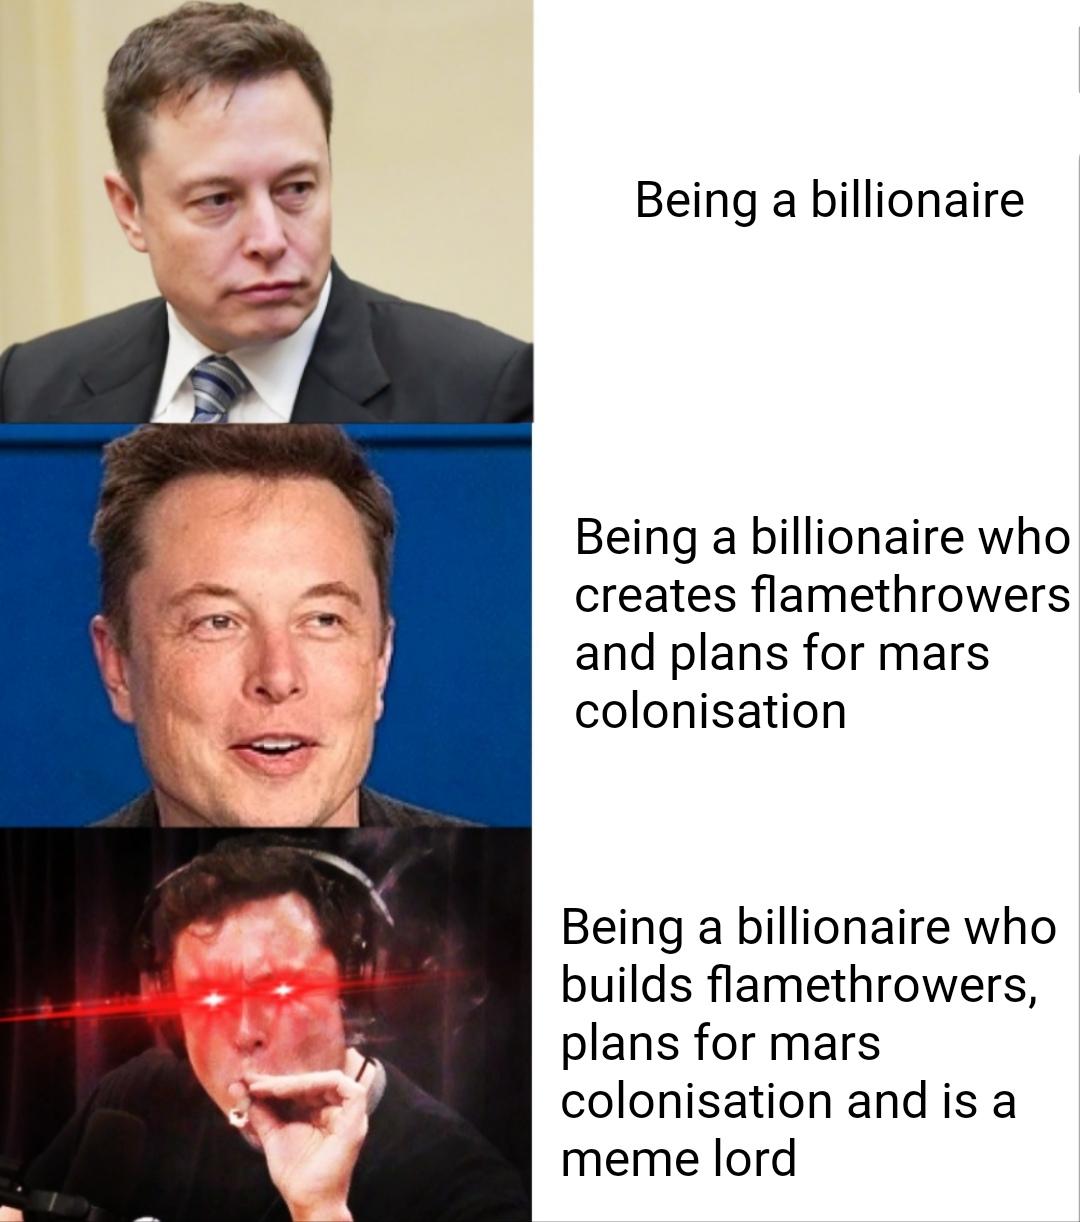 Being a billionaire
Being a billionaire who
creates flamethrowers
and plans for mars
colonisation
Being a billionaire who
builds flamethrowers,
plans for mars
colonisation and is a
meme lord